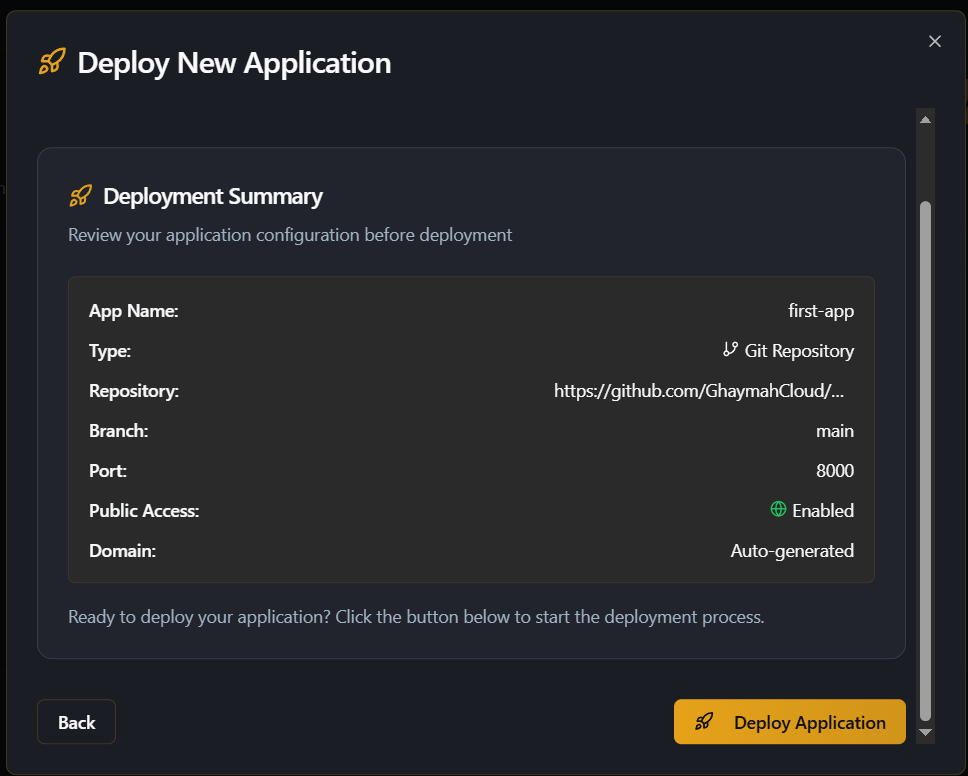 Deploy New Application
Deployment Summary
Review your application configuration before deployment
App Name: first-app
Type: Git Repository
Repository: https://github.com/GhaymahCloud/...
Branch: main
Port: 8000
Public Access: Enabled
Domain: Auto-generated
Ready to deploy your application? Click the button below to start the deployment process.
Back Deploy Application